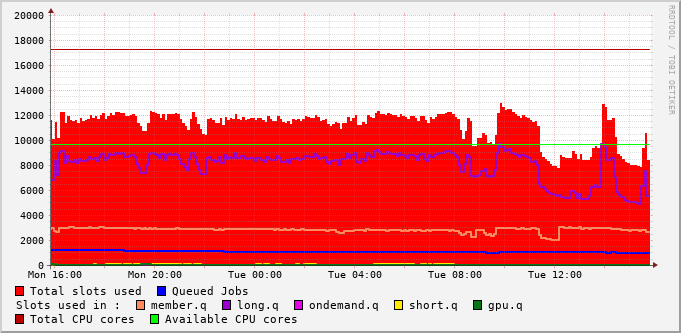 20000
18000
16000
14000
12000
10000
8000
6000
4000
2000
0
Mon 16:00 Mon 20:00 Tue 00:00 Tue 04:00 Tue 08:00 Tue 12:00
Total slots used Queued Jobs
Slots used in : member.q long.q ondemand.q short.q gpu.q
Total CPU cores Available CPU cores
RRDTOOL / TOBI OETIKER